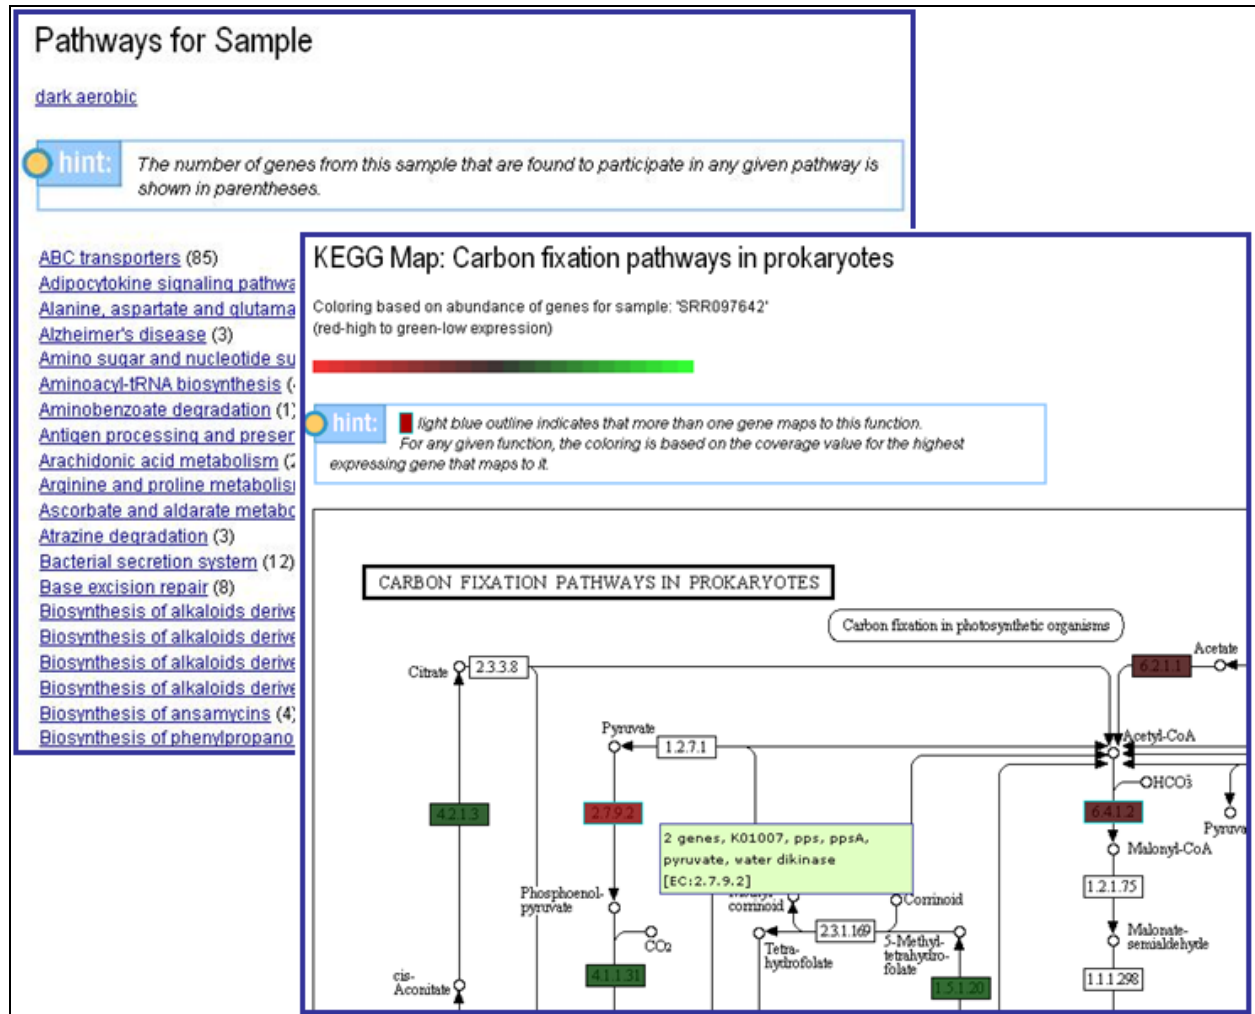 Pathways for Sample
dark aerobic
hint:
The number of genes from this sample that are found to participate in any given pathway is
shown in parentheses.
ABC transporters (85)
Adipocytokine signaling pathwa
Alanine, aspartate and glutama
Alzheimer's disease (3)
Amino sugar and nucleotide su
Aminoacyl-tRNA biosynthesis (
Aminobenzoate degradation (1)
Antigen processing and preser
Arachidonic acid metabolism (
Arginine and proline metabolis
Ascorbate and aldarate metabo
Atrazine degradation (3)
Bacterial secretion system (12)
Base excision repair (8)
Biosynthesis of alkaloids derive
Biosynthesis of alkaloids derive
Biosynthesis of alkaloids derive
Biosynthesis of alkaloids derive
Biosynthesis of ansamycins (4)
Biosynthesis of phenylpropano
KEGG Map: Carbon fixation pathways in prokaryotes
Coloring based on abundance of genes for sample: 'SRR097642'
(red-high to green-low expression)
hint:
light blue outline indicates that more than one gene maps to this function.
For any given function, the coloring is based on the coverage value for the highest
expressing gene that maps to it.
CARBON FIXATION PATHWAYS IN PROKARYOTES
Carbon fixation in photosynthetic organisms
Citrate
2.3.3.8
6.2.1.1
Acetate
Pyruvate
1.2.7.1
Acetyl-CoA
HCO3-
4.2.1.3
2.7.9.2
6.4.1.2
Pyruva
2 genes, K01007, pps, ppsA,
pyruvate, water dikinase
[EC:2.7.9.2]
Malonyl-CoA
1.2.1.75
Phosphoenol-
pyruvate
corrinoid
Corrinoid
CO2
2.3.1.169
Tetra-
hydrofolate
5-Methyl-
tetrahydro-
folate
Malonate-
semialdehyde
cis-
Aconitate
4.1.1.31
1.5.1.20
1.1.1.298